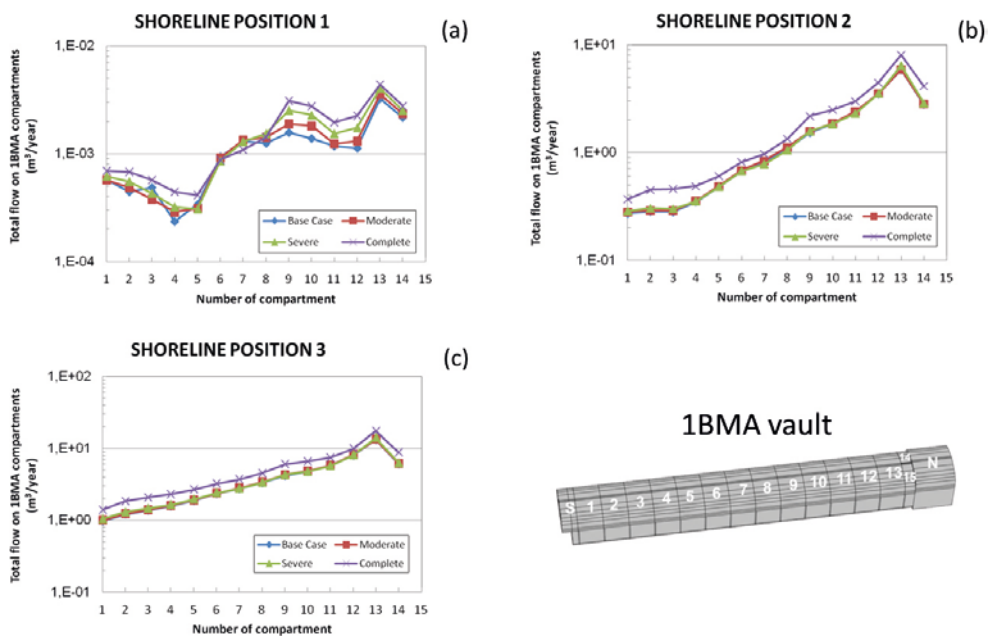 SHORELINE POSITION 1
(a)
Total flow on 1BMA compartments
(m³/year)
1,E-02
1,E-03
1,E-04
Base Case
Moderate
Severe
Complete
1 2 3 4 5 6 7 8 9 10 11 12 13 14 15
Number of compartment
SHORELINE POSITION 2
(b)
Total flow on 1BMA compartments
(m³/year)
1,E+01
1,E+00
1,E-01
Base Case
Moderate
Severe
Complete
1 2 3 4 5 6 7 8 9 10 11 12 13 14 15
Number of compartment
SHORELINE POSITION 3
(c)
Total flow on 1BMA compartments
(m³/year)
1,E+02
1,E+01
1,E+00
1,E-01
Base Case
Moderate
Severe
Complete
1 2 3 4 5 6 7 8 9 10 11 12 13 14 15
Number of compartment
1BMA vault
S 1 2 3 4 5 6 7 8 9 10 11 12 13 14 15 N